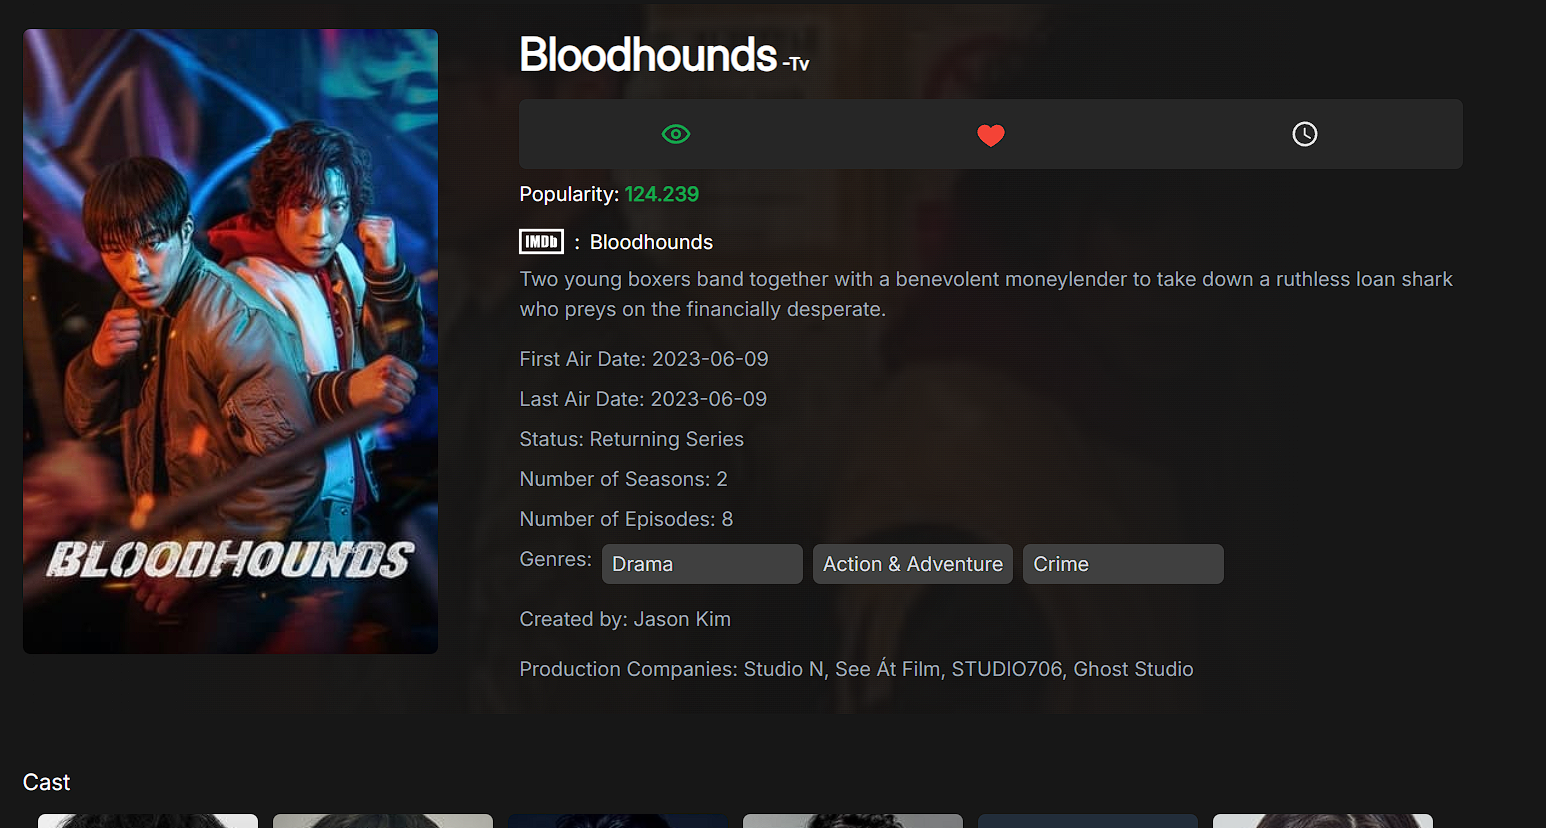 Bloodhounds -Tv
Popularity: 124.239
IMDb : Bloodhounds
Two young boxers band together with a benevolent moneylender to take down a ruthless loan shark
who preys on the financially desperate.
First Air Date: 2023-06-09
Last Air Date: 2023-06-09
Status: Returning Series
Number of Seasons: 2
Number of Episodes: 8
Genres: Drama Action & Adventure Crime
Created by: Jason Kim
Production Companies: Studio N, See Át Film, STUDIO706, Ghost Studio
BLOODHOUNDS
Cast